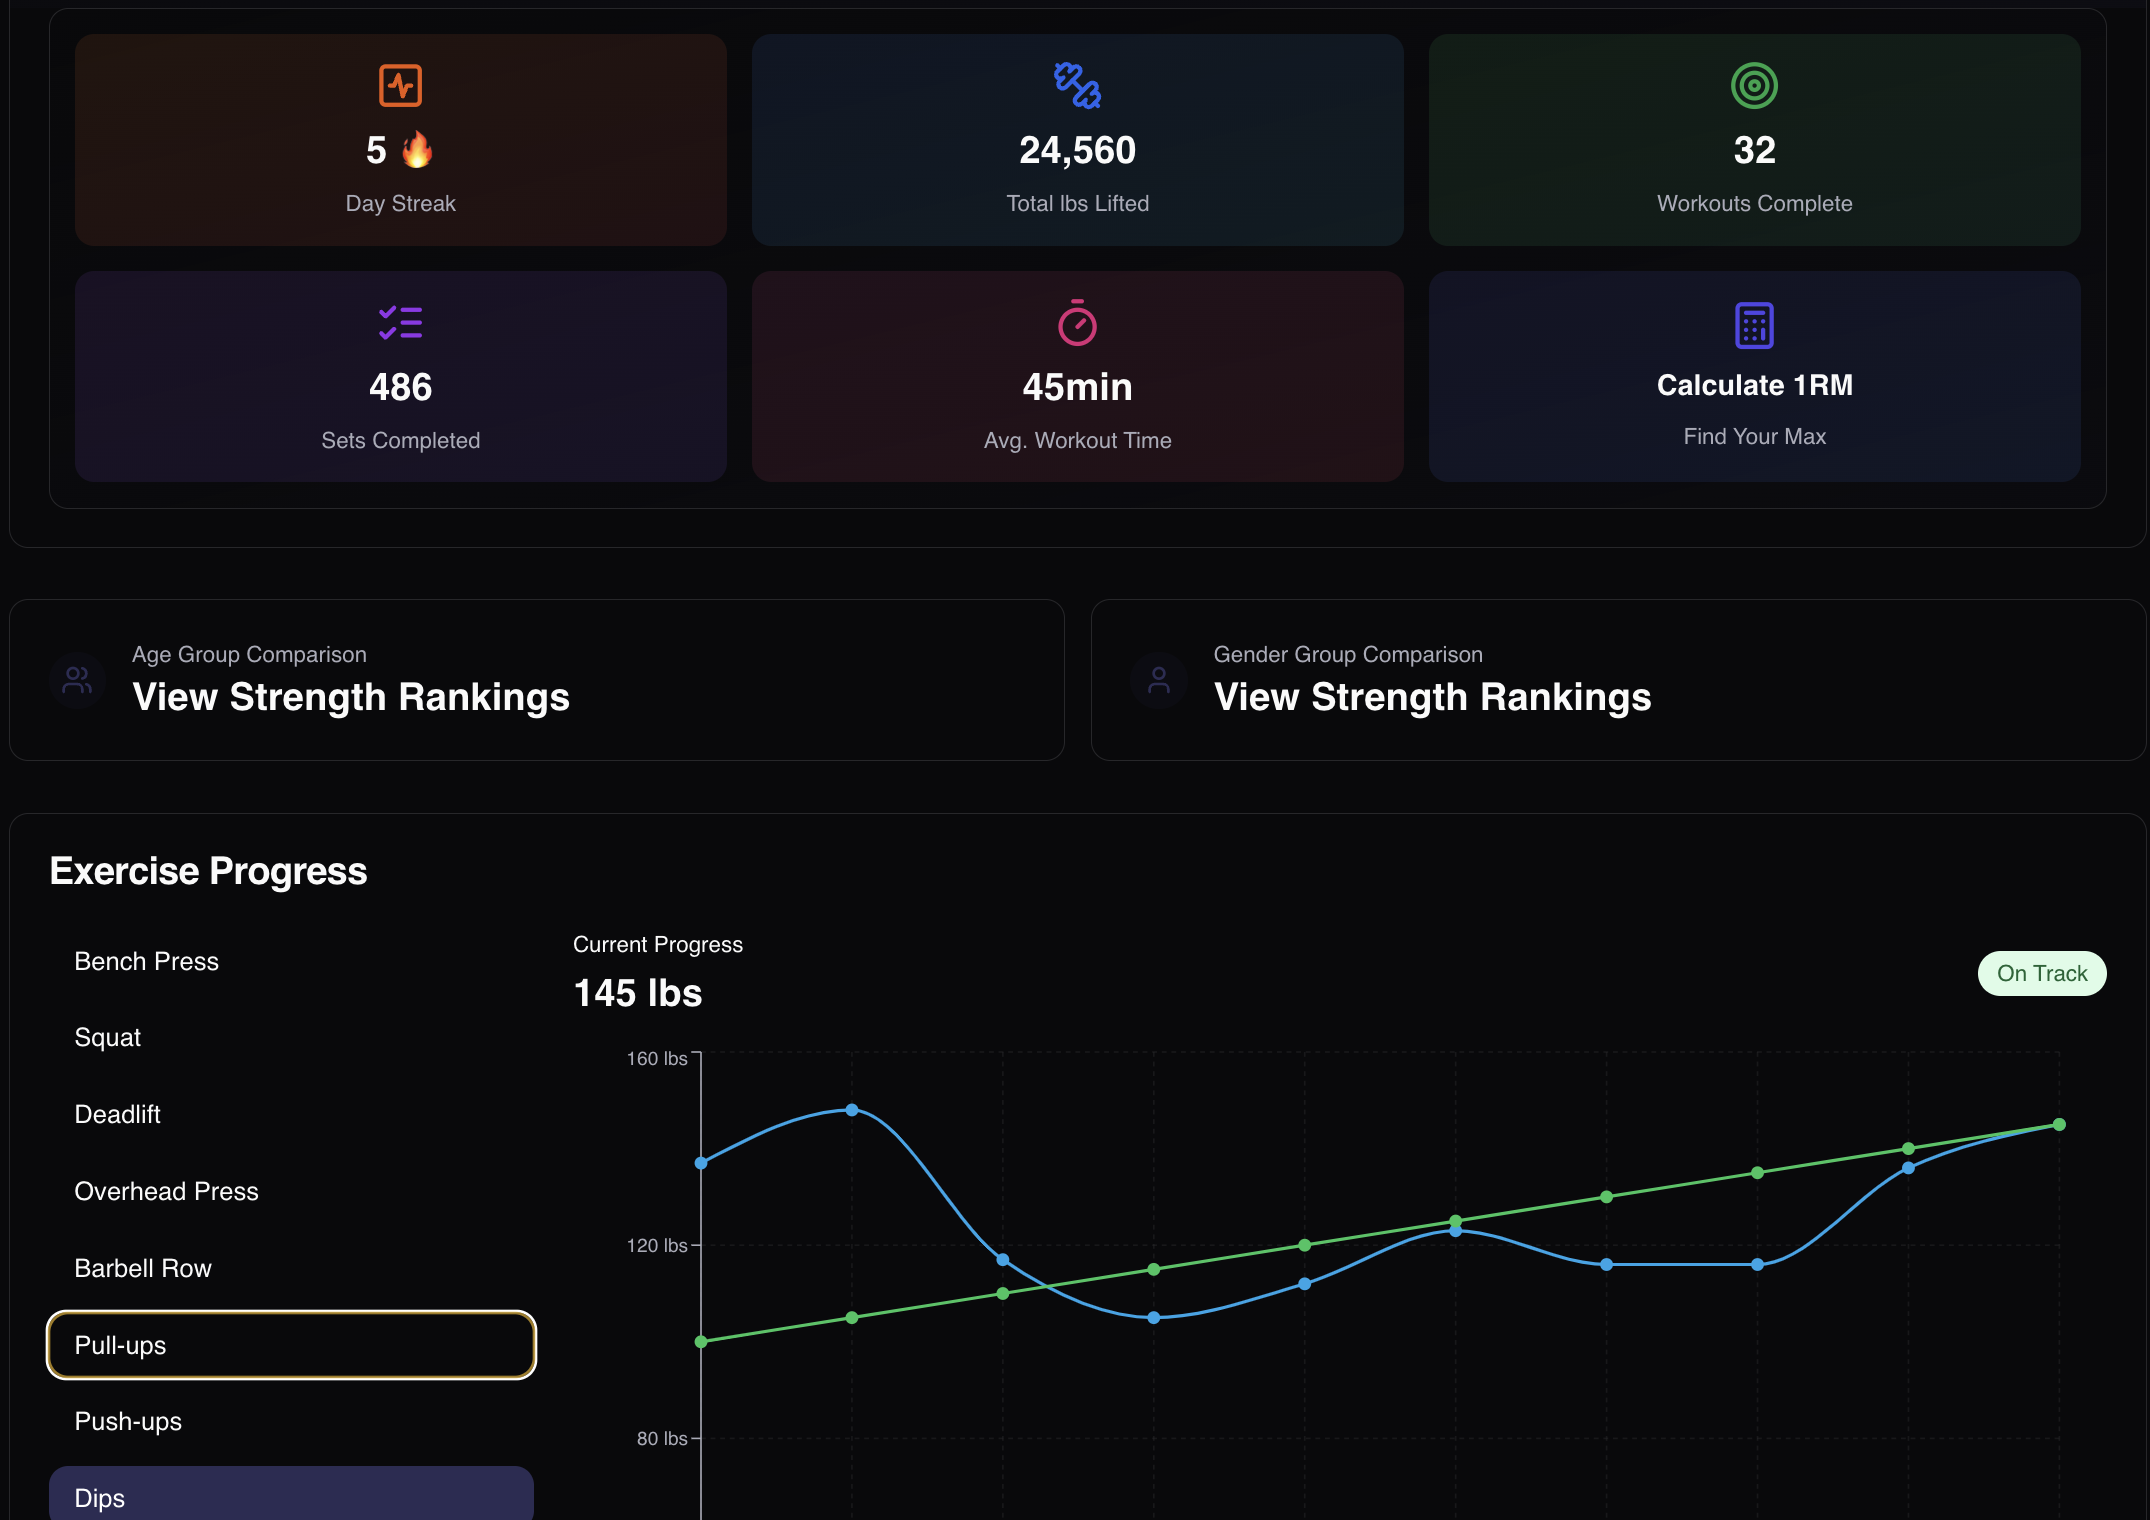 5 🔥
Day Streak
24,560
Total lbs Lifted
32
Workouts Complete
486
Sets Completed
45min
Avg. Workout Time
Calculate 1RM
Find Your Max
Age Group Comparison
View Strength Rankings
Gender Group Comparison
View Strength Rankings
Exercise Progress
Bench Press
Squat
Deadlift
Overhead Press
Barbell Row
Pull-ups
Push-ups
Dips
Current Progress
145 lbs
On Track
160 lbs
120 lbs
80 lbs